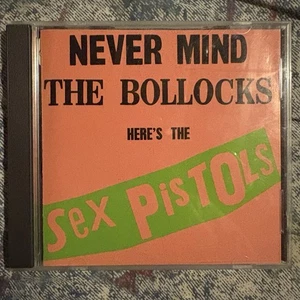 NEVER MIND
THE BOLLOCKS
HERE'S THE
Sex PiSTOLS